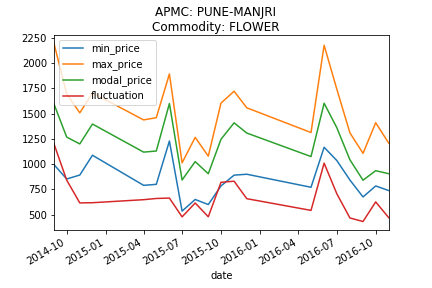 APMC: PUNE-MANJRI
Commodity: FLOWER
2250
2000
1750
1500
1250
1000
750
500
min_price
max_price
modal_price
fluctuation
2014-10
2015-01
2015-04
2015-07
2015-10
2016-01
2016-04
2016-07
2016-10
date